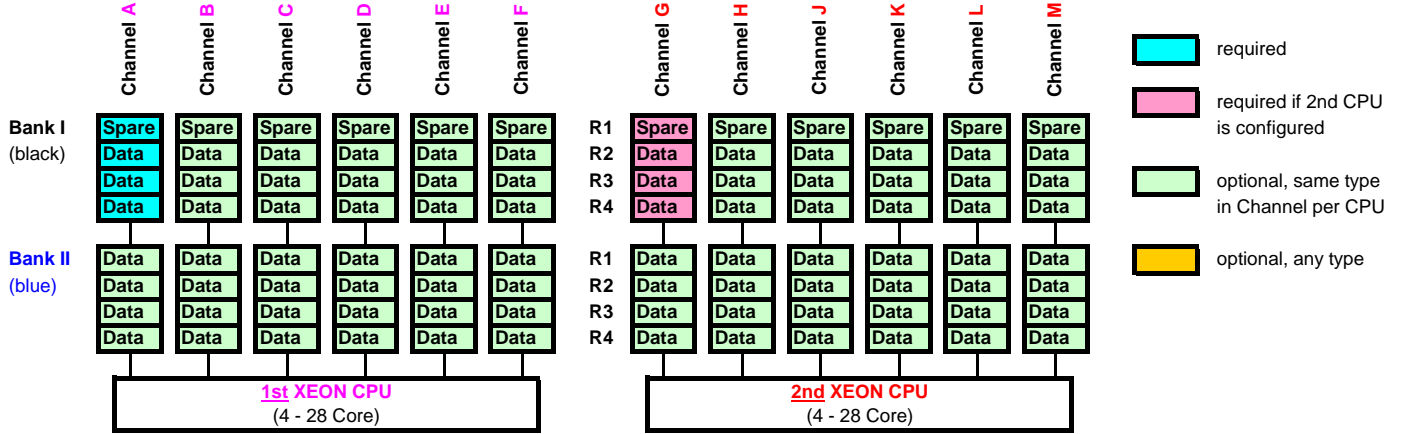 Channel A Channel B Channel C Channel D Channel E Channel F Channel G Channel H Channel J Channel K Channel L Channel M
required
required if 2nd CPU
is configured
optional, same type
in Channel per CPU
optional, any type
Bank I Spare Spare Spare Spare Spare Spare R1 Spare Spare Spare Spare Spare Spare
(black) Data Data Data Data Data Data R2 Data Data Data Data Data Data
Data Data Data Data Data Data R3 Data Data Data Data Data Data
Data Data Data Data Data Data R4 Data Data Data Data Data Data
Bank II Data Data Data Data Data Data R1 Data Data Data Data Data Data
(blue) Data Data Data Data Data Data R2 Data Data Data Data Data Data
Data Data Data Data Data Data R3 Data Data Data Data Data Data
Data Data Data Data Data Data R4 Data Data Data Data Data Data
1st XEON CPU
(4 - 28 Core)
2nd XEON CPU
(4 - 28 Core)